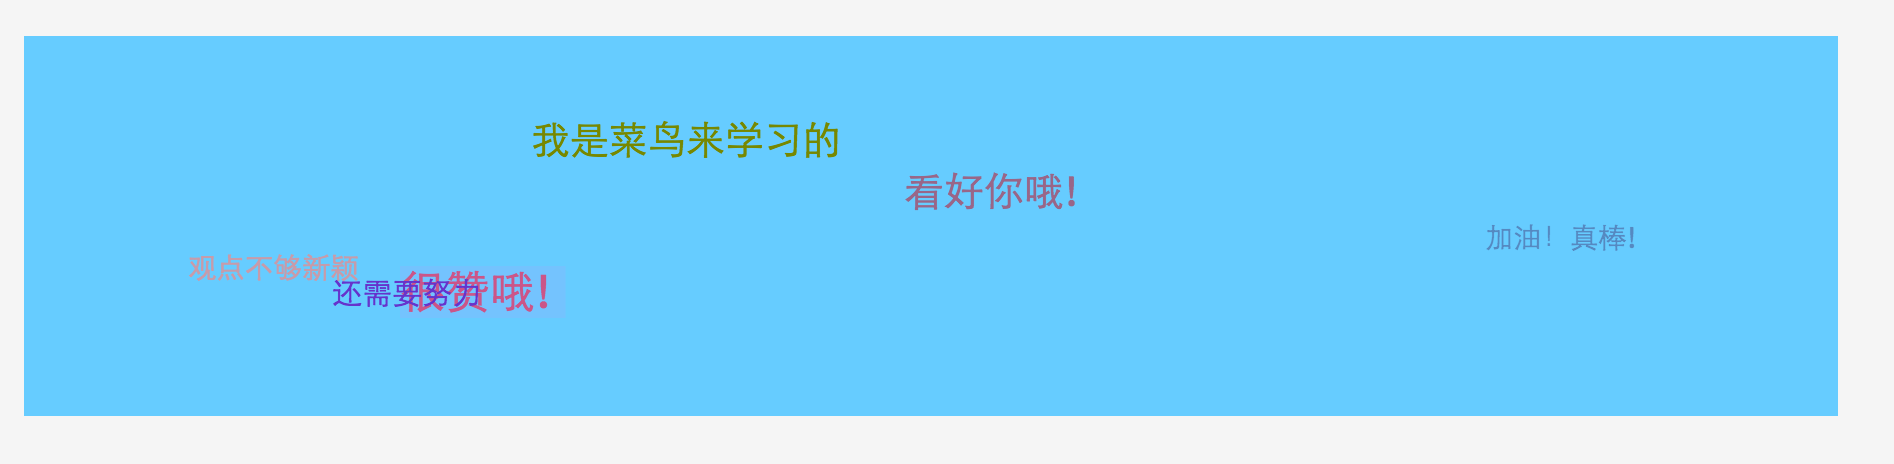 我是菜鸟来学习的
看好你哦!
加油！真棒!
观点不够新颖
还需要努力
很赞哦!